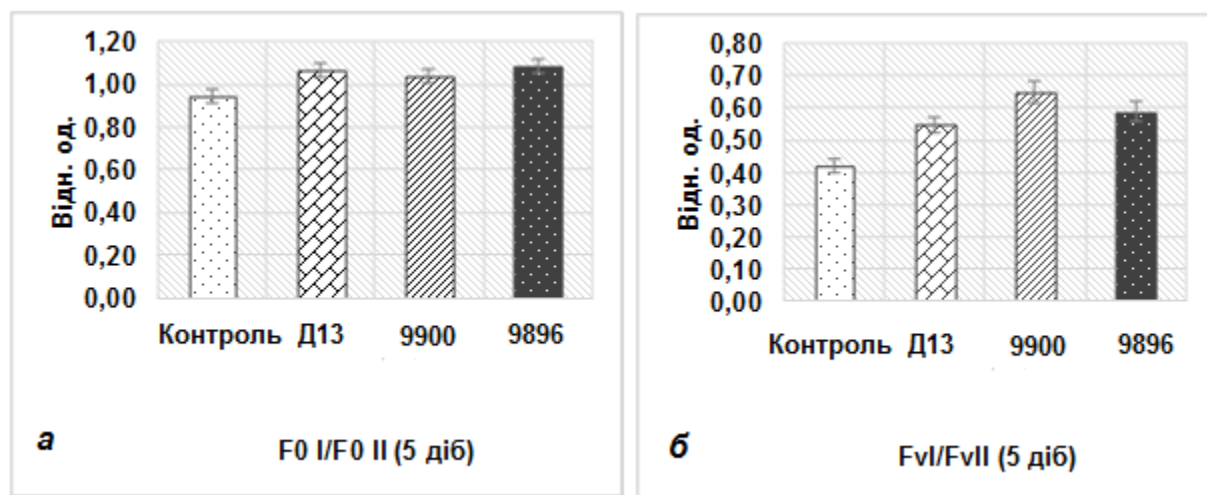 Відн. од.
1,20
1,00
0,80
0,60
0,40
0,20
0,00
Контроль Д13 9900 9896
а
F0 I/F0 II (5 діб)
Відн. од.
0,80
0,70
0,60
0,50
0,40
0,30
0,20
0,10
0,00
Контроль Д13 9900 9896
б
FvI/FvII (5 діб)